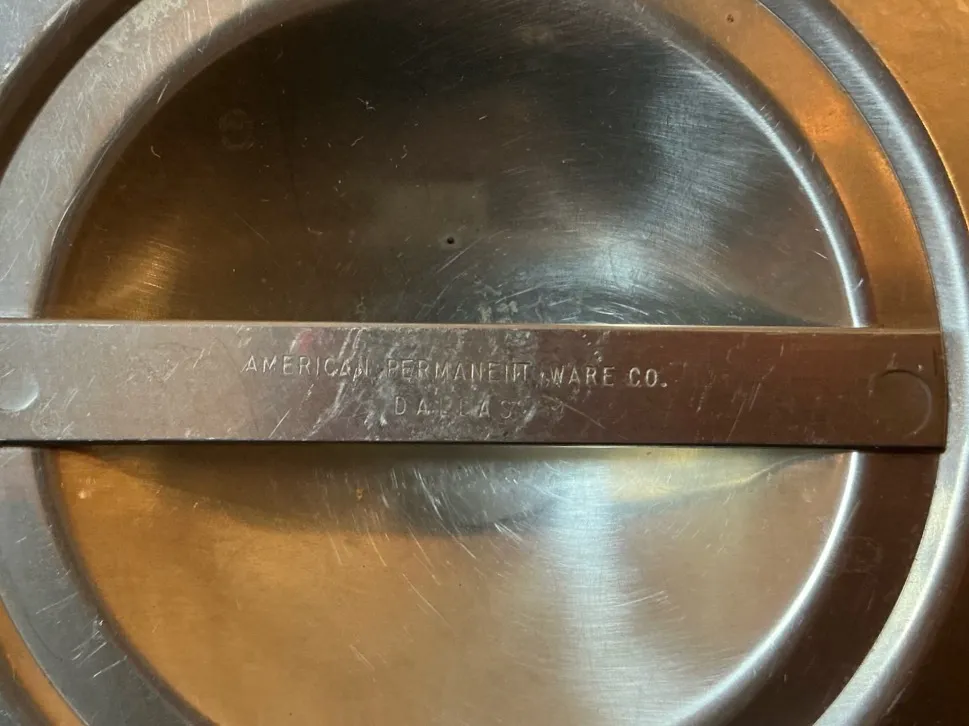 AMERICAN PERMANENT WARE CO.
DALLAS